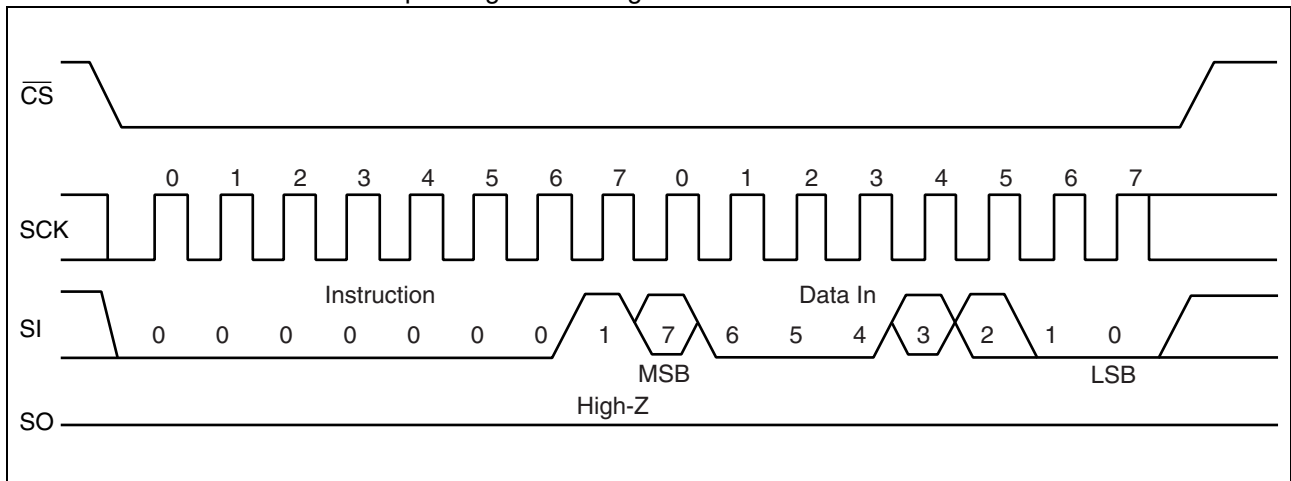 CS
0 1 2 3 4 5 6 7 0 1 2 3 4 5 6 7
SCK
Instruction Data In
SI 0 0 0 0 0 0 0 1 7 6 5 4 3 2 1 0
MSB LSB
High-Z
SO